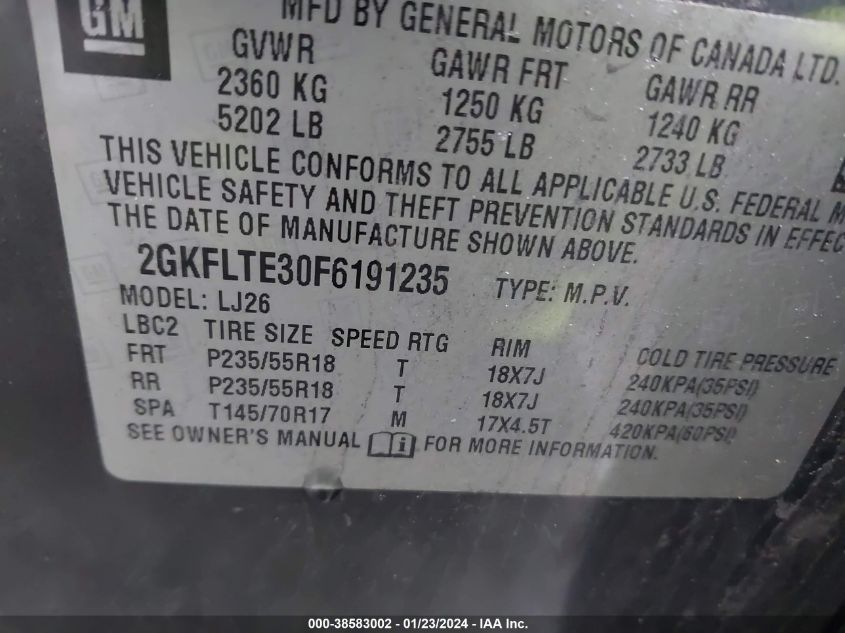 GM
MFD BY GENERAL MOTORS OF CANADA LTD.
GVWR GAWR FRT GAWR RR
2360 KG 1250 KG 1240 KG
5202 LB 2755 LB 2733 LB
THIS VEHICLE CONFORMS TO ALL APPLICABLE U.S. FEDERAL M
VEHICLE SAFETY AND THEFT PREVENTION STANDARDS IN EFFEC
THE DATE OF MANUFACTURE SHOWN ABOVE.
2GKFLTE30F6191235 TYPE: M.P.V.
MODEL: LJ26
LBC2 TIRE SIZE SPEED RTG RIM COLD TIRE PRESSURE
FRT P235/55R18 T 18X7J 240KPA(35PSI)
RR P235/55R18 T 18X7J 240KPA(35PSI)
SPA T145/70R17 M 17X4.5T 420KPA(60PSI)
SEE OWNER'S MANUAL i FOR MORE INFORMATION.
000-38583002 / 01/23/2024 - IAA Inc.